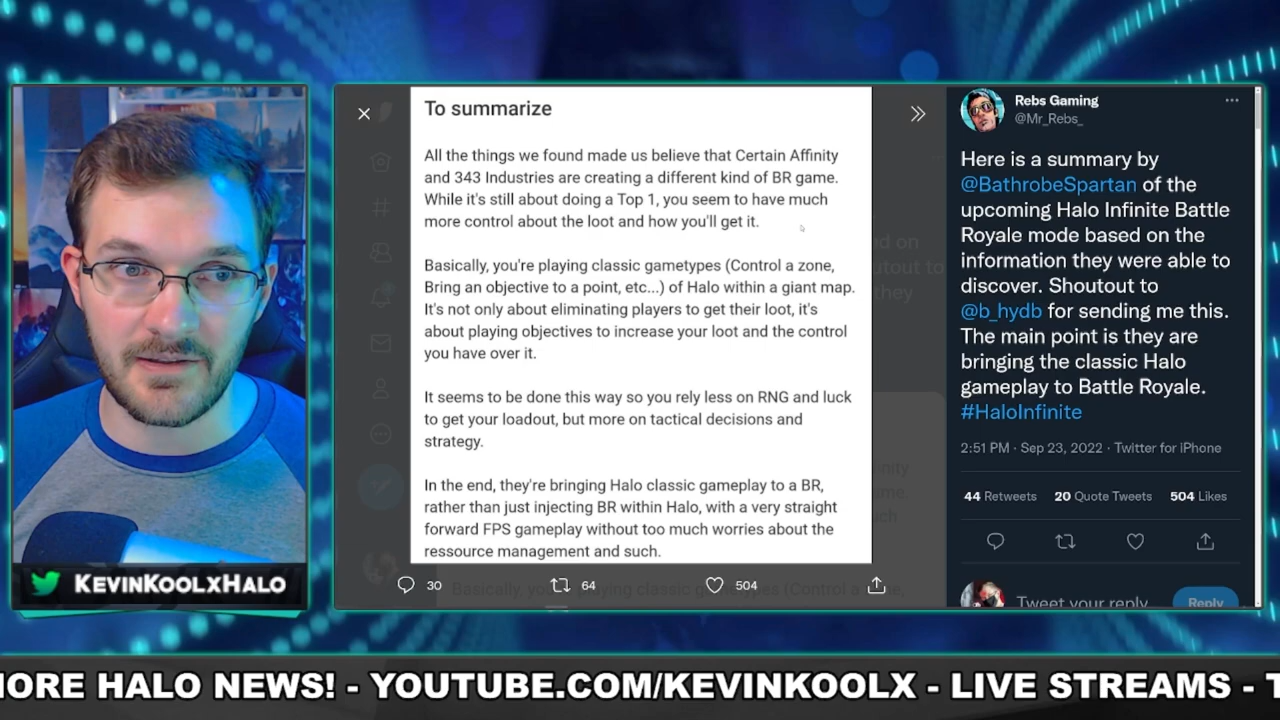 To summarize
All the things we found made us believe that Certain Affinity
and 343 Industries are creating a different kind of BR game.
While it's still about doing a Top 1, you seem to have much
more control about the loot and how you'll get it.
Basically, you're playing classic gametypes (Control a zone,
Bring an objective to a point, etc...) of Halo within a giant map.
It's not only about eliminating players to get their loot, it's
about playing objectives to increase your loot and the control
you have over it.
It seems to be done this way so you rely less on RNG and luck
to get your loadout, but more on tactical decisions and
strategy.
In the end, they're bringing Halo classic gameplay to a BR,
rather than just injecting BR within Halo, with a very straight
forward FPS gameplay without too much worries about the
ressource management and such.
30
64
504
Rebs Gaming
@Mr_Rebs_
Here is a summary by
@BathrobeSpartan of the
upcoming Halo Infinite Battle
Royale mode based on the
information they were able to
discover. Shoutout to
@b_hydb for sending me this.
The main point is they are
bringing the classic Halo
gameplay to Battle Royale.
#HaloInfinite
2:51 PM · Sep 23, 2022 · Twitter for iPhone
44 Retweets 20 Quote Tweets 504 Likes
Tweet your reply
Reply
KEVINKOOLXHALO
MORE HALO NEWS! - YOUTUBE.COM/KEVINKOOLX - LIVE STREAMS - T